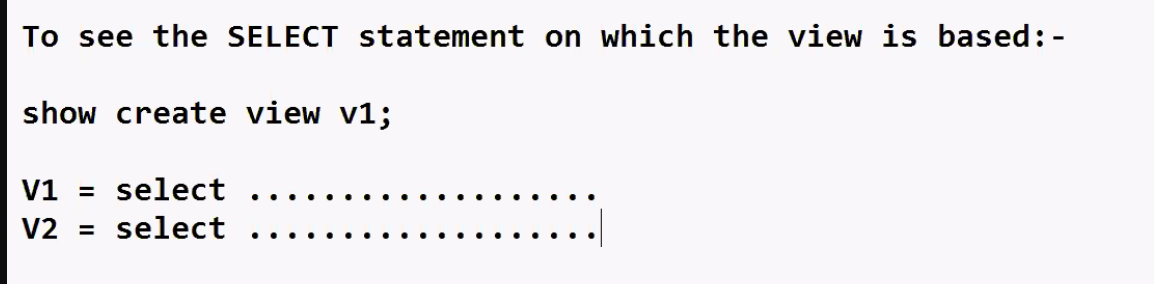 To see the SELECT statement on which the view is based:-
show create view v1;
V1 = select ...................
V2 = select ...................